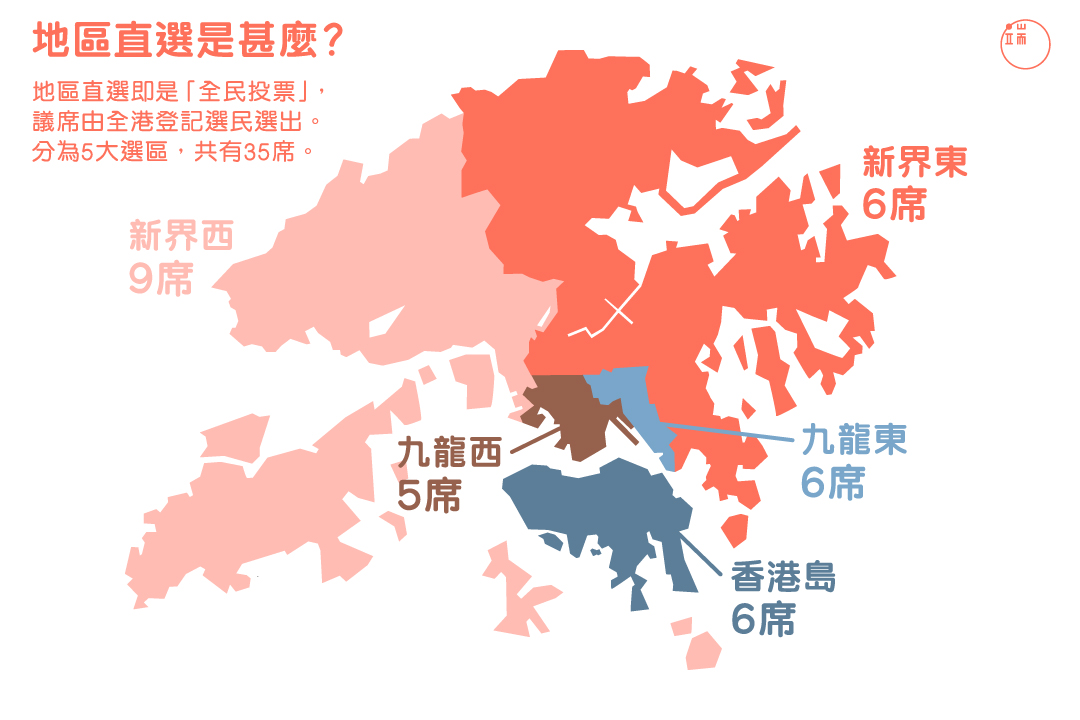 地區直選是甚麼？
端
地區直選即是「全民投票」，
議席由全港登記選民選出。
分為5大選區，共有35席。
新界東
6席
新界西
9席
九龍西
5席
九龍東
6席
香港島
6席